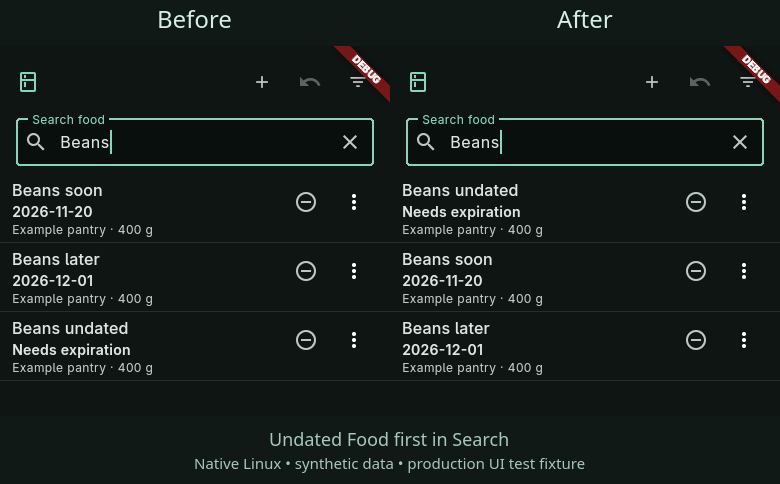 Before
After
DEBUG
DEBUG
Search food
Beans
Search food
Beans
Beans soon
2026-11-20
Example pantry · 400 g
Beans later
2026-12-01
Example pantry · 400 g
Beans undated
Needs expiration
Example pantry · 400 g
Beans undated
Needs expiration
Example pantry · 400 g
Beans soon
2026-11-20
Example pantry · 400 g
Beans later
2026-12-01
Example pantry · 400 g
Undated Food first in Search
Native Linux • synthetic data • production UI test fixture